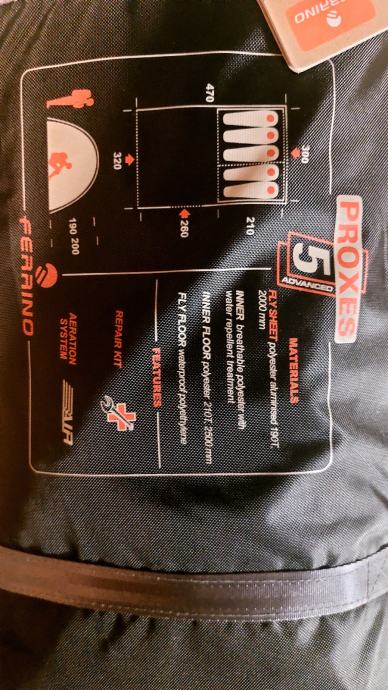 FERRINO
PROXES
5
ADVANCED
470
300
320
260
210
190 200
FERRINO
MATERIALS
FLY SHEET polyester aluminised 190T,
2000 mm
INNER breathable polyester with
water repellent treatment
INNER FLOOR polyester 210T, 2500 mm
FLY FLOOR waterproof polyethylene
FEATURES
REPAIR KIT
AERATION
SYSTEM
AIR